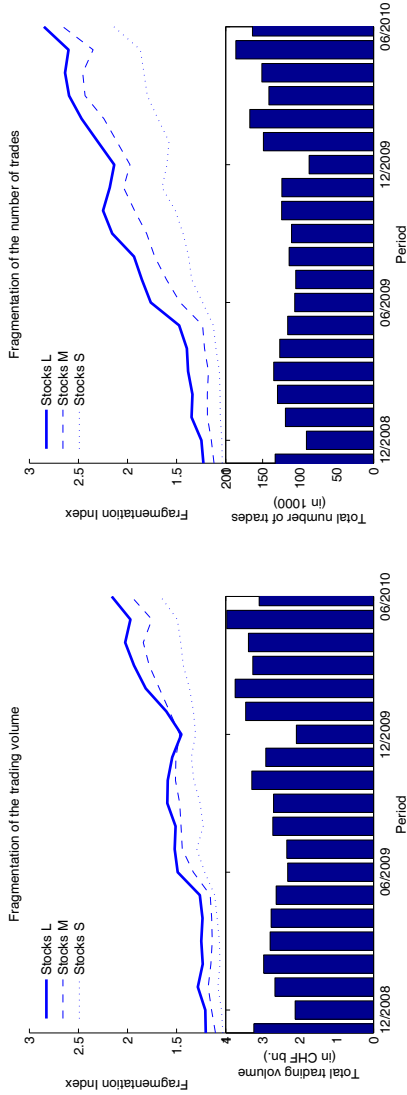 Fragmentation of the trading volume
3
2.5
2
1.5
Fragmentation Index
Stocks L
Stocks M
Stocks S
4
3
2
1
0
Total trading volume
(in CHF bn.)
12/2008
06/2009
12/2009
06/2010
Period
Fragmentation of the number of trades
3
2.5
2
1.5
1
Fragmentation Index
Stocks L
Stocks M
Stocks S
200
150
100
50
0
Total number of trades
(in 1000)
12/2008
06/2009
12/2009
06/2010
Period